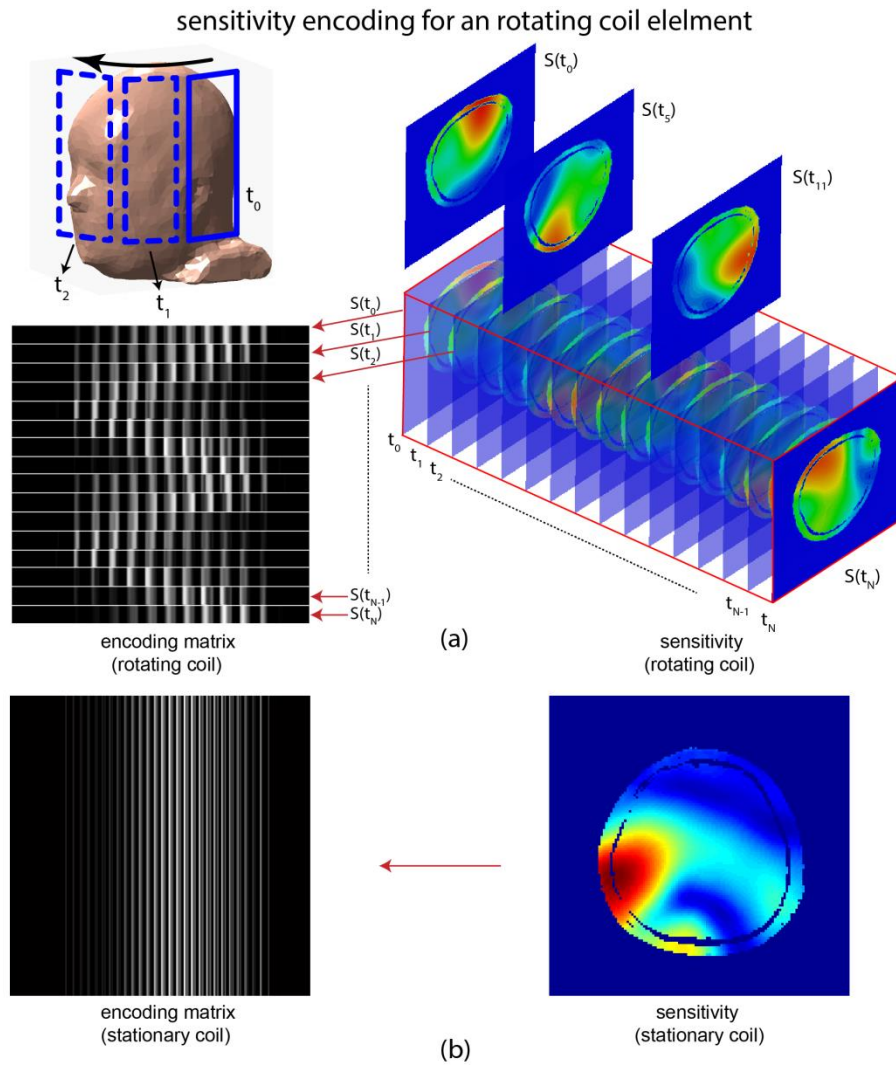 sensitivity encoding for an rotating coil elelment
t0
t1
t2
S(t0)
S(t5)
S(t11)
S(t0)
S(t1)
S(t2)
S(tN-1)
S(tN)
t0
t1
t2
tN-1
tN
S(tN)
encoding matrix
(rotating coil)
(a)
sensitivity
(rotating coil)
encoding matrix
(stationary coil)
sensitivity
(stationary coil)
(b)